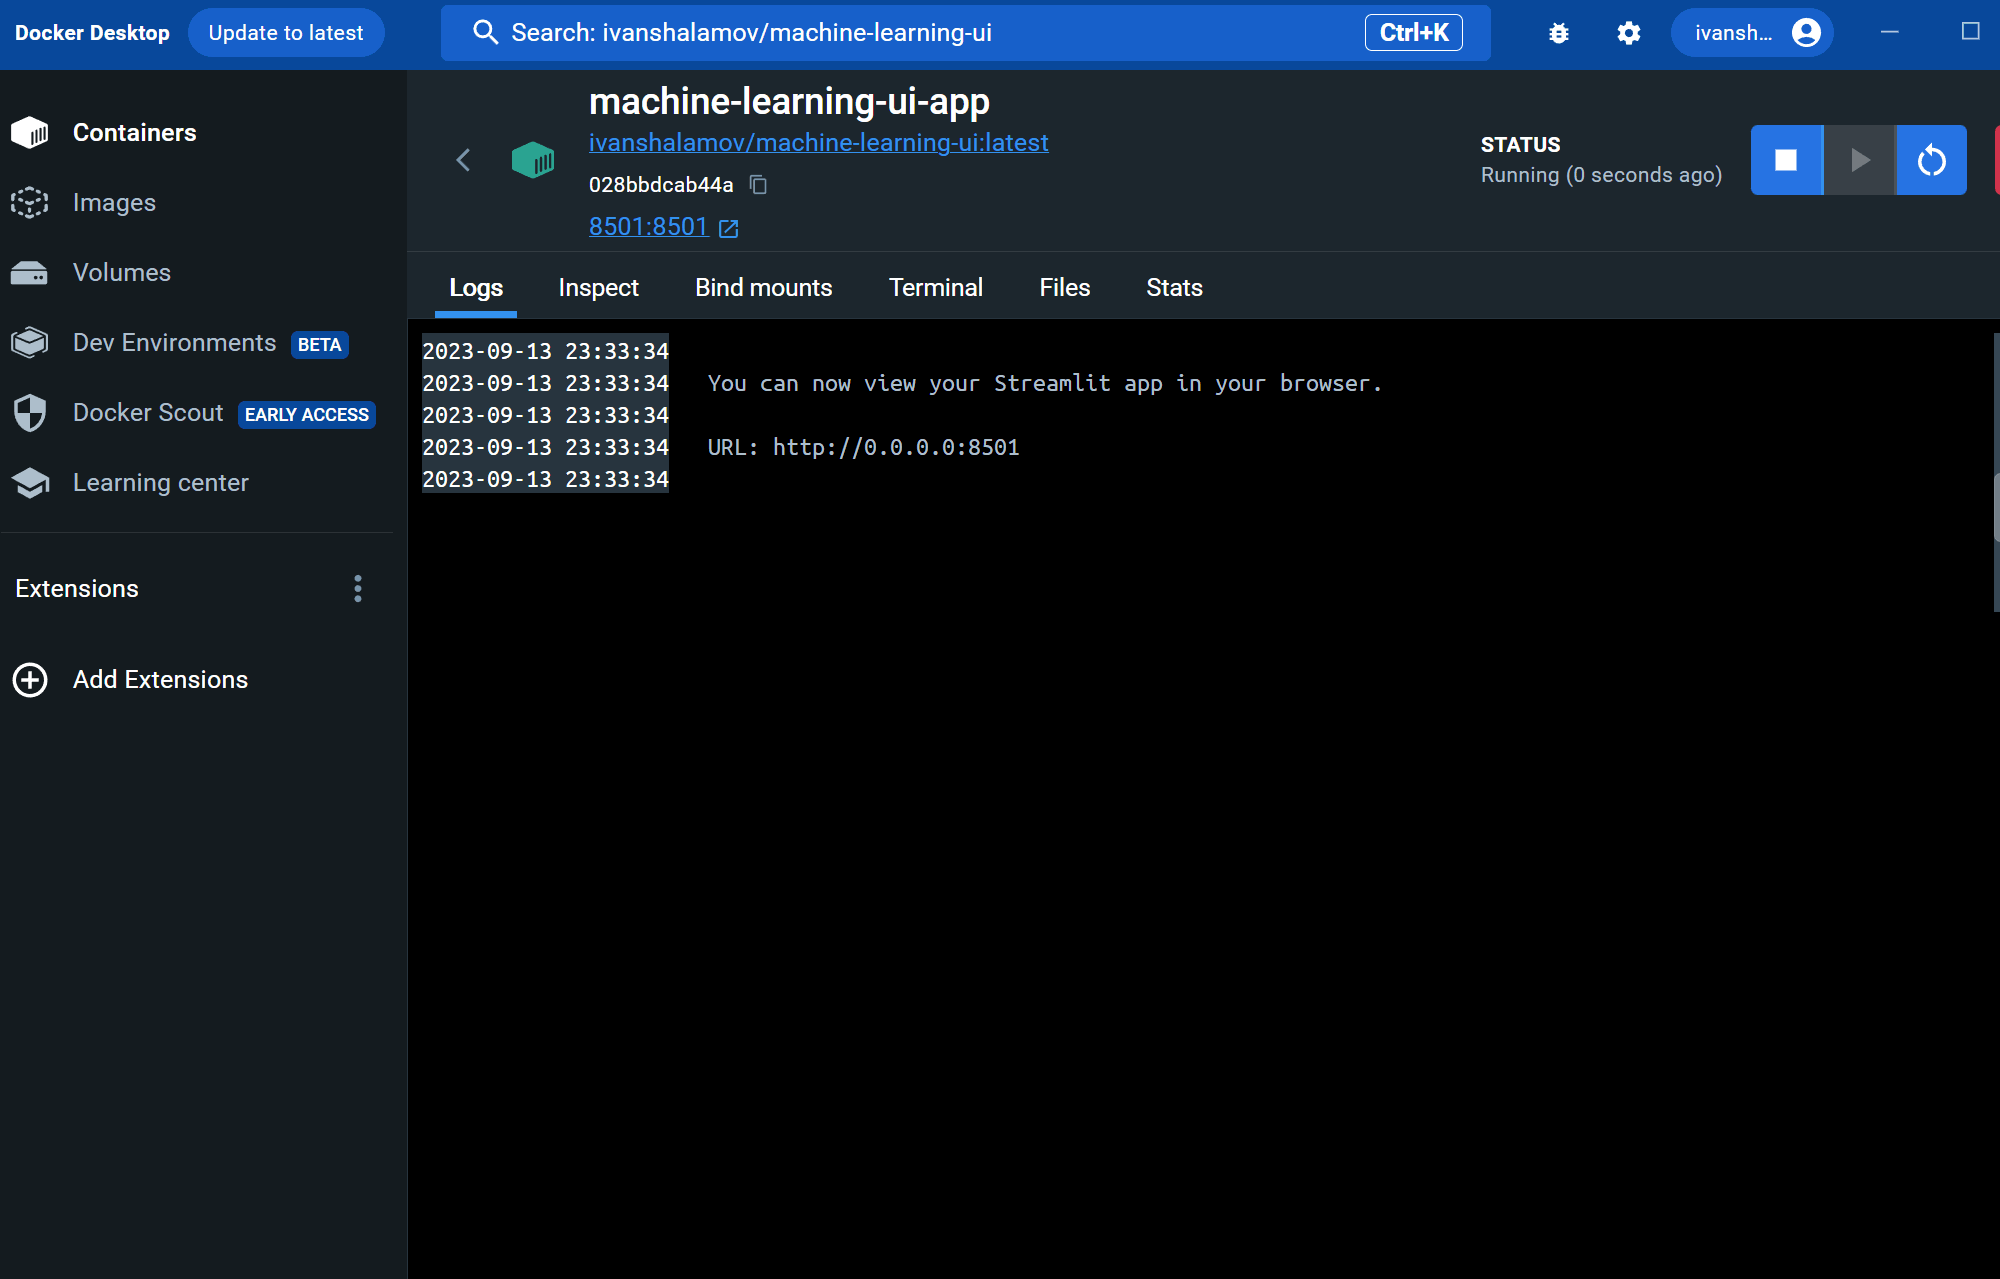 Docker Desktop
Update to latest
Search: ivanshalamov/machine-learning-ui
Ctrl+K
ivansh...
Containers
Images
Volumes
Dev Environments BETA
Docker Scout EARLY ACCESS
Learning center
Extensions
Add Extensions
machine-learning-ui-app
ivanshalamov/machine-learning-ui:latest
028bbdcab44a
8501:8501
STATUS
Running (0 seconds ago)
Logs Inspect Bind mounts Terminal Files Stats
2023-09-13 23:33:34
2023-09-13 23:33:34 You can now view your Streamlit app in your browser.
2023-09-13 23:33:34
2023-09-13 23:33:34 URL: http://0.0.0.0:8501
2023-09-13 23:33:34